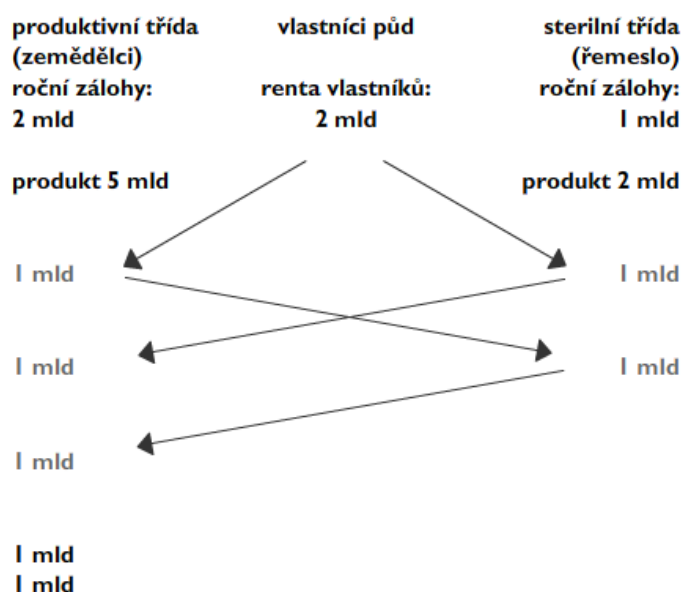 produktivní třída
(zemědělci)
roční zálohy:
2 mld
vlastníci půd
renta vlastníků:
2 mld
sterilní třída
(řemeslo)
roční zálohy:
1 mld
produkt 5 mld
produkt 2 mld
1 mld
1 mld
1 mld
1 mld
1 mld
1 mld
1 mld